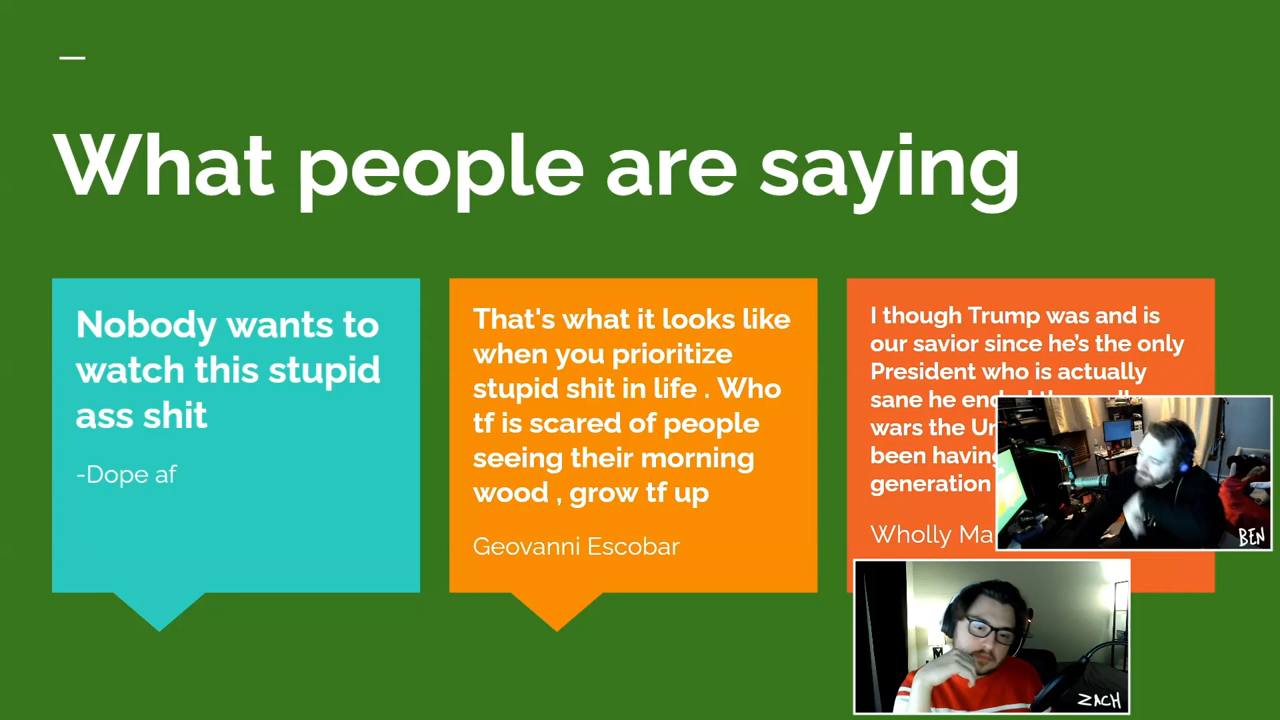 What people are saying
Nobody wants to
watch this stupid
ass shit
-Dope af
That's what it looks like
when you prioritize
stupid shit in life . Who
tf is scared of people
seeing their morning
wood , grow tf up
Geovanni Escobar
I though Trump was and is
our savior since he's the only
President who is actually
sane he ended
wars the
been having
generation
Wholly
BEN
ZACH